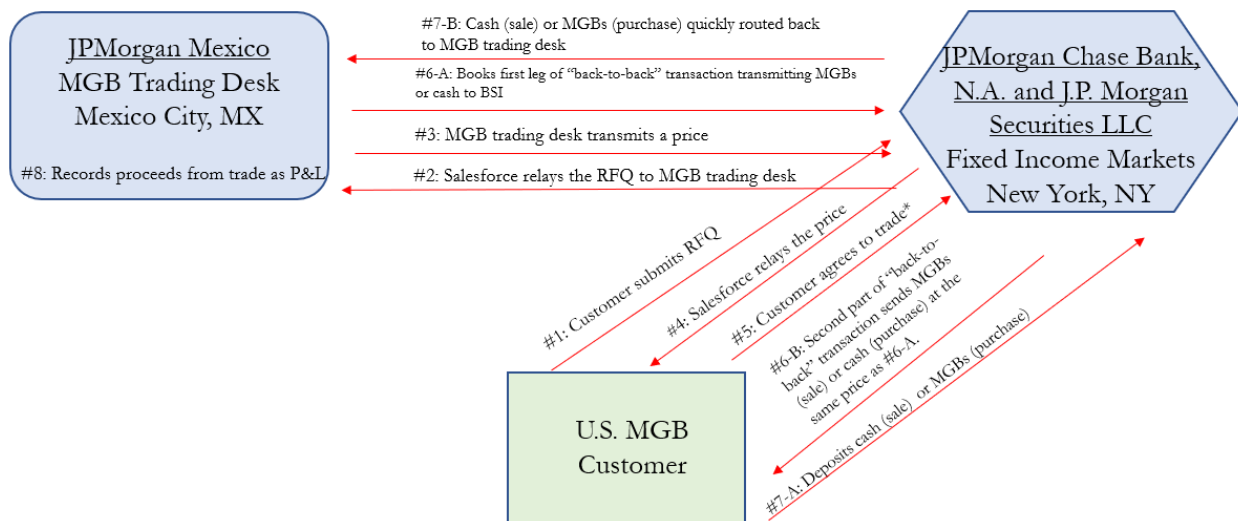 #7-B: Cash (sale) or MGBs (purchase) quickly routed back
to MGB trading desk
JPMorgan Mexico
MGB Trading Desk
Mexico City, MX
#8: Records proceeds from trade as P&L
#6-A: Books first leg of “back-to-back” transaction transmitting MGBs
or cash to BSI
#3: MGB trading desk transmits a price
#2: Salesforce relays the RFQ to MGB trading desk
JPMorgan Chase Bank,
N.A. and J.P. Morgan
Securities LLC
Fixed Income Markets
New York, NY
#1: Customer submits RFQ
#4: Salesforce relays the price
#5: Customer agrees to trade*
#6-B: Second part of “back-to-
back” transaction sends MGBs
(sale) or cash (purchase) at the
same price as #6-A.
#7-A: Deposits cash (sale) or MGBs (purchase)
U.S. MGB
Customer